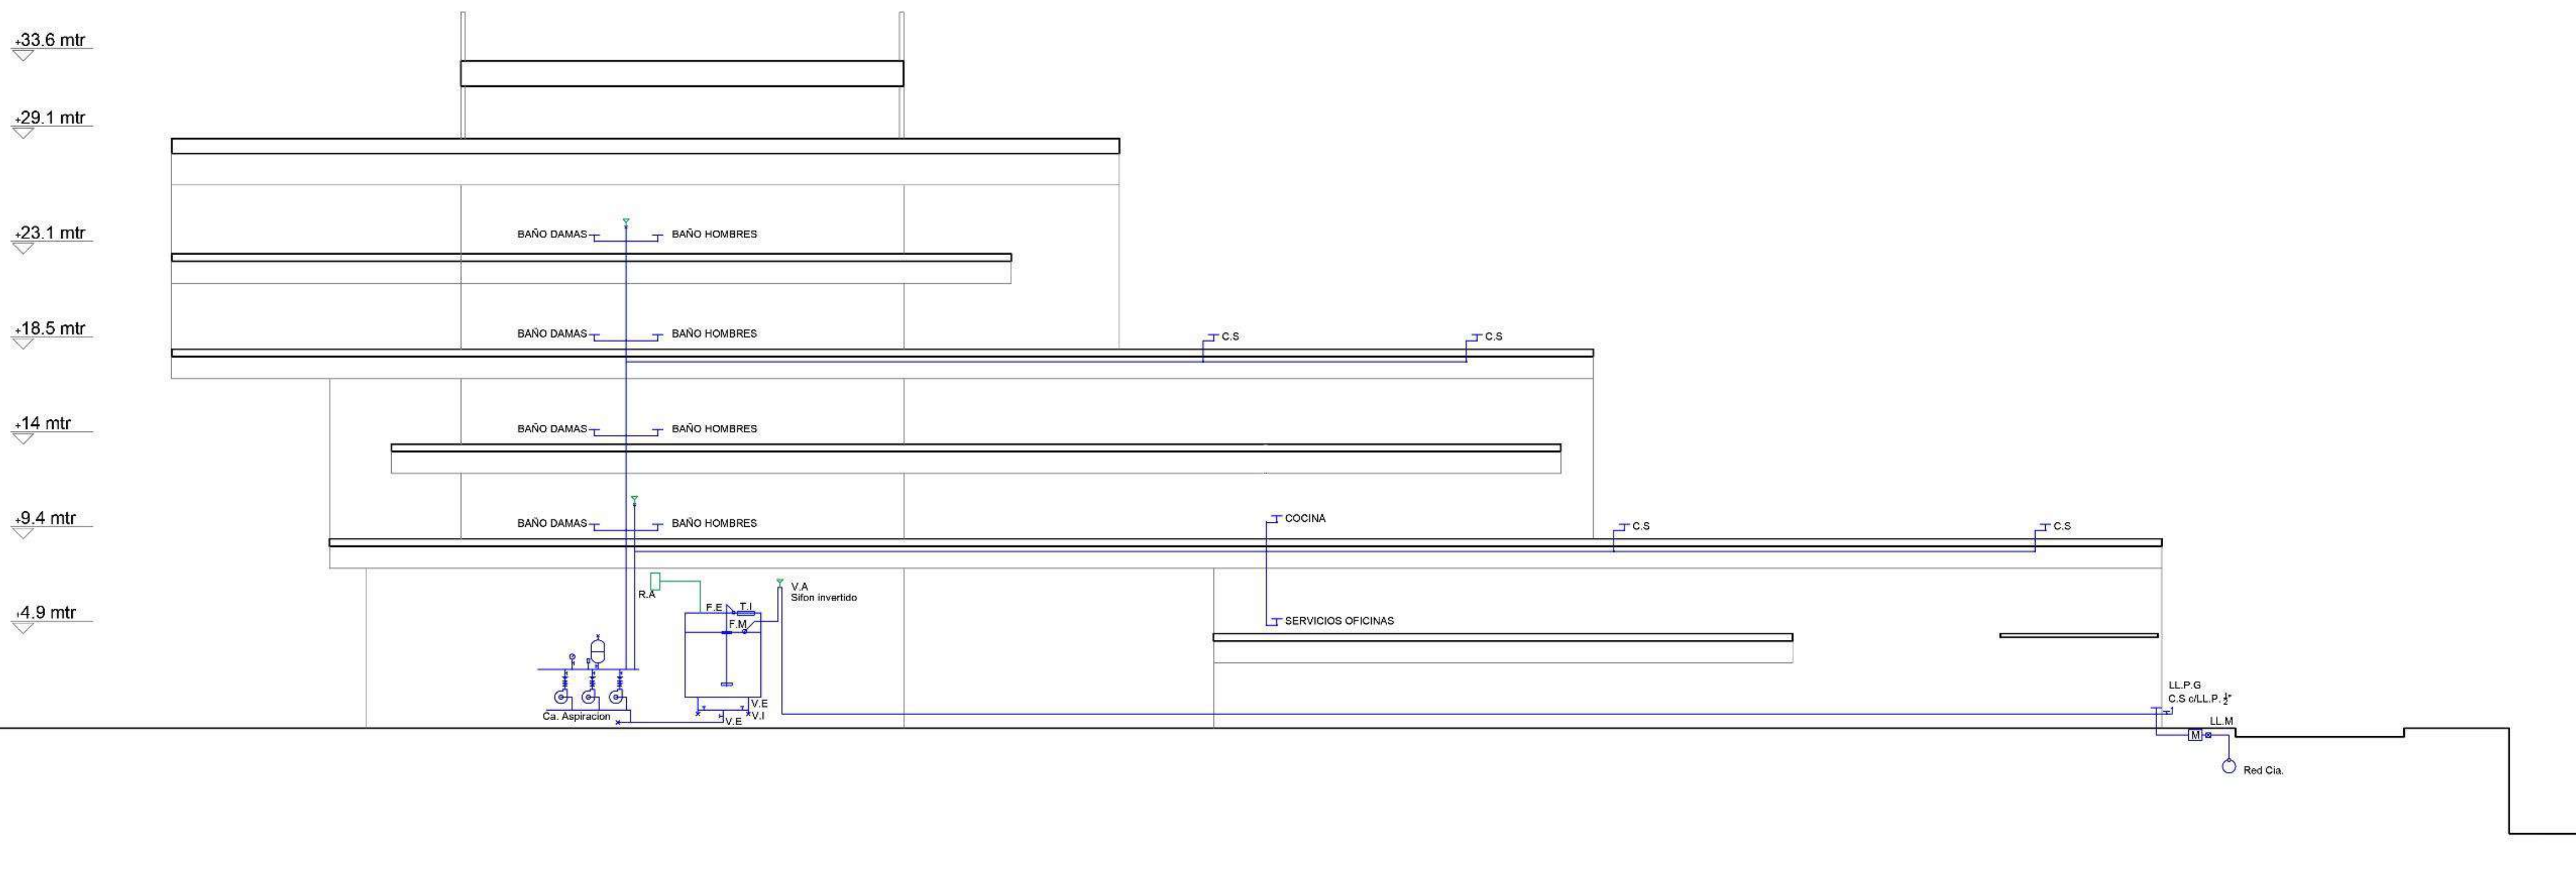 +33.6 mtr
+29.1 mtr
+23.1 mtr
BAÑO DAMAS
BAÑO HOMBRES
+18.5 mtr
BAÑO DAMAS
BAÑO HOMBRES
C.S
C.S
+14 mtr
BAÑO DAMAS
BAÑO HOMBRES
+9.4 mtr
BAÑO DAMAS
BAÑO HOMBRES
COCINA
C.S
C.S
R.A
V.A
Sifon invertido
+4.9 mtr
F.E
T.I
F.M
SERVICIOS OFICINAS
LL.P.G
C.S c/LL.P. ½"
V.E
V.I
V.E
Ca. Aspiracion
LL.M
M
Red Cia.